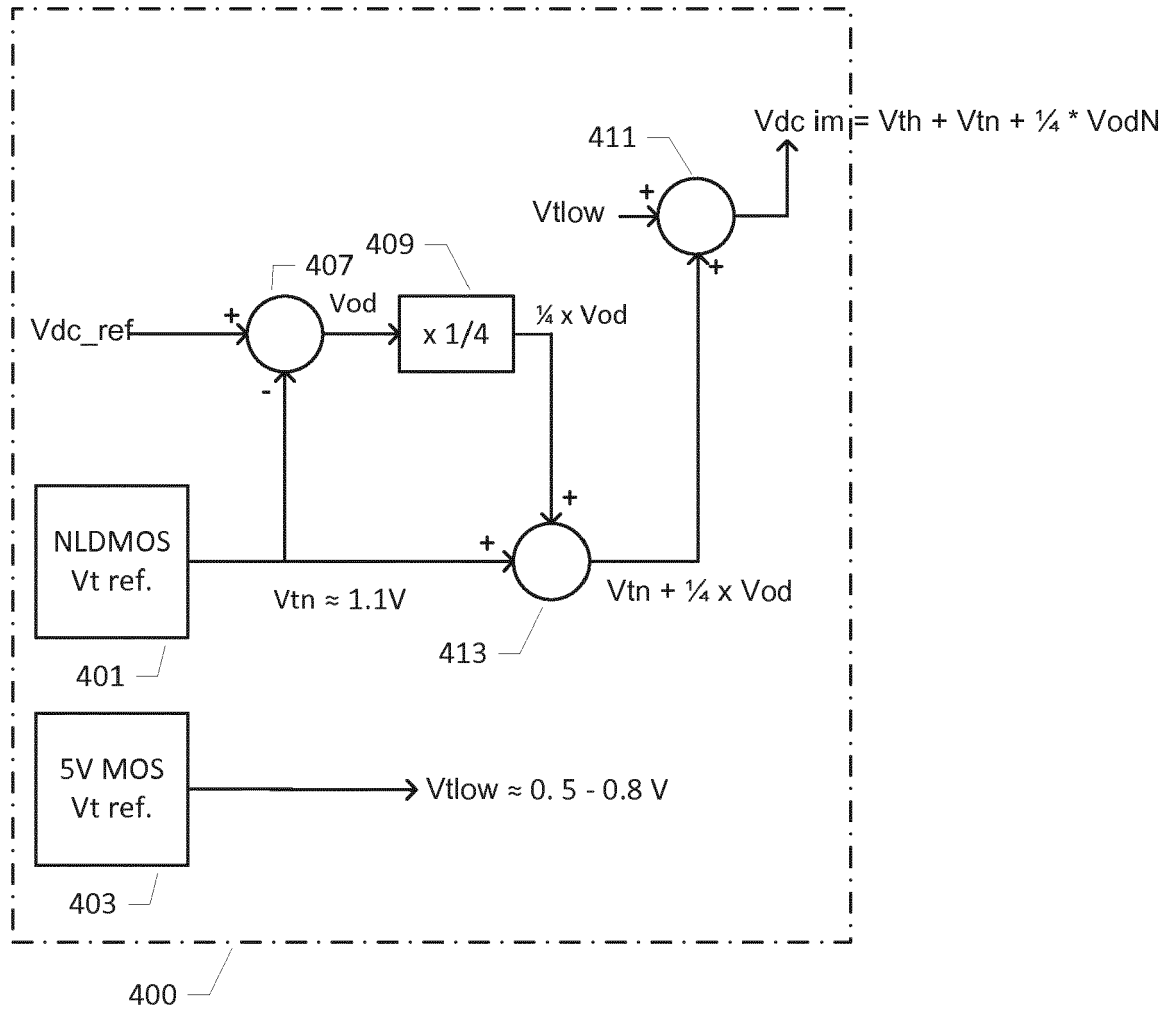 Vdc im = Vth + Vtn + ¼ * VodN
411
+
Vtlow
+
409
407
Vod
¼ x Vod
+
Vdc_ref
x 1/4
-
+
NLDMOS
Vt ref.
+
Vtn ≈ 1.1V
Vtn + ¼ x Vod
413
401
5V MOS
Vt ref.
Vtlow ≈ 0. 5 - 0.8 V
403
400